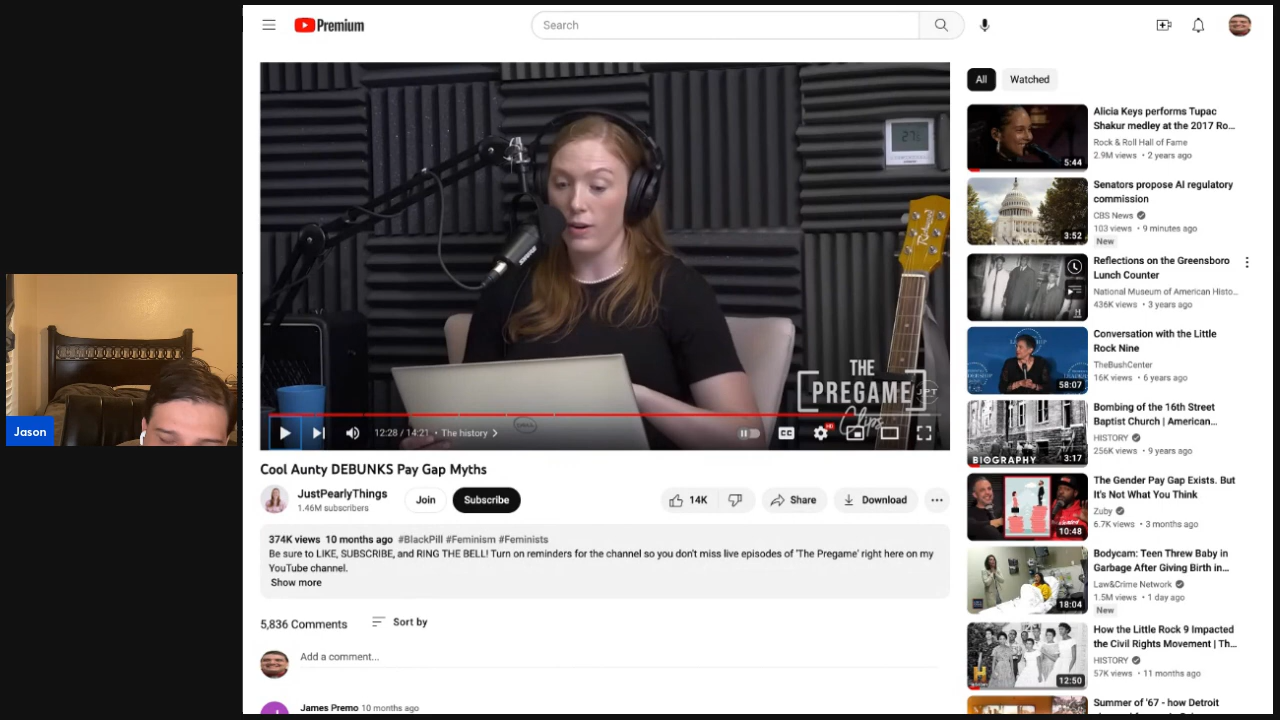 Premium
Search
27
THE
PREGAME
JPT
Clips
DELL
SHURE
12:28 / 14:21 • The history
CC
HD
Cool Aunty DEBUNKS Pay Gap Myths
JustPearlyThings
1.46M subscribers
Join
Subscribe
14K
Share
Download
374K views 10 months ago #BlackPill #Feminism #Feminists
Be sure to LIKE, SUBSCRIBE, and RING THE BELL! Turn on reminders for the channel so you don't miss live episodes of 'The Pregame' right here on my
YouTube channel.
Show more
5,836 Comments
Sort by
Add a comment...
James Premo 10 months ago
Jason
All
Watched
Alicia Keys performs Tupac
Shakur medley at the 2017 Ro...
Rock & Roll Hall of Fame
2.9M views • 2 years ago
5:44
Senators propose AI regulatory
commission
CBS News
103 views • 9 minutes ago
New
3:52
Reflections on the Greensboro
Lunch Counter
National Museum of American Histo...
436K views • 3 years ago
Conversation with the Little
Rock Nine
TheBushCenter
16K views • 6 years ago
58:07
Bombing of the 16th Street
Baptist Church | American...
HISTORY
256K views • 9 years ago
BIOGRAPHY
3:17
The Gender Pay Gap Exists. But
It's Not What You Think
Zuby
6.7K views • 3 months ago
10:48
Bodycam: Teen Threw Baby in
Garbage After Giving Birth in...
Law&Crime Network
1.5M views • 1 day ago
New
18:04
How the Little Rock 9 Impacted
the Civil Rights Movement | Th...
HISTORY
57K views • 11 months ago
12:50
Summer of '67 - how Detroit